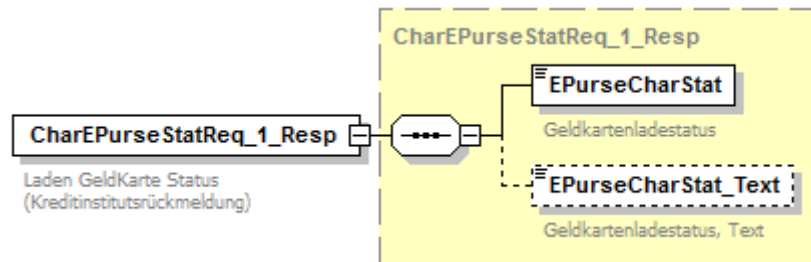 CharEPurseStatReq_1_Resp
EPurseCharStat
Geldkartenladestatus
CharEPurseStatReq_1_Resp
Laden GeldKarte Status
(Kreditinstitutsrückmeldung)
EPurseCharStat_Text
Geldkartenladestatus, Text